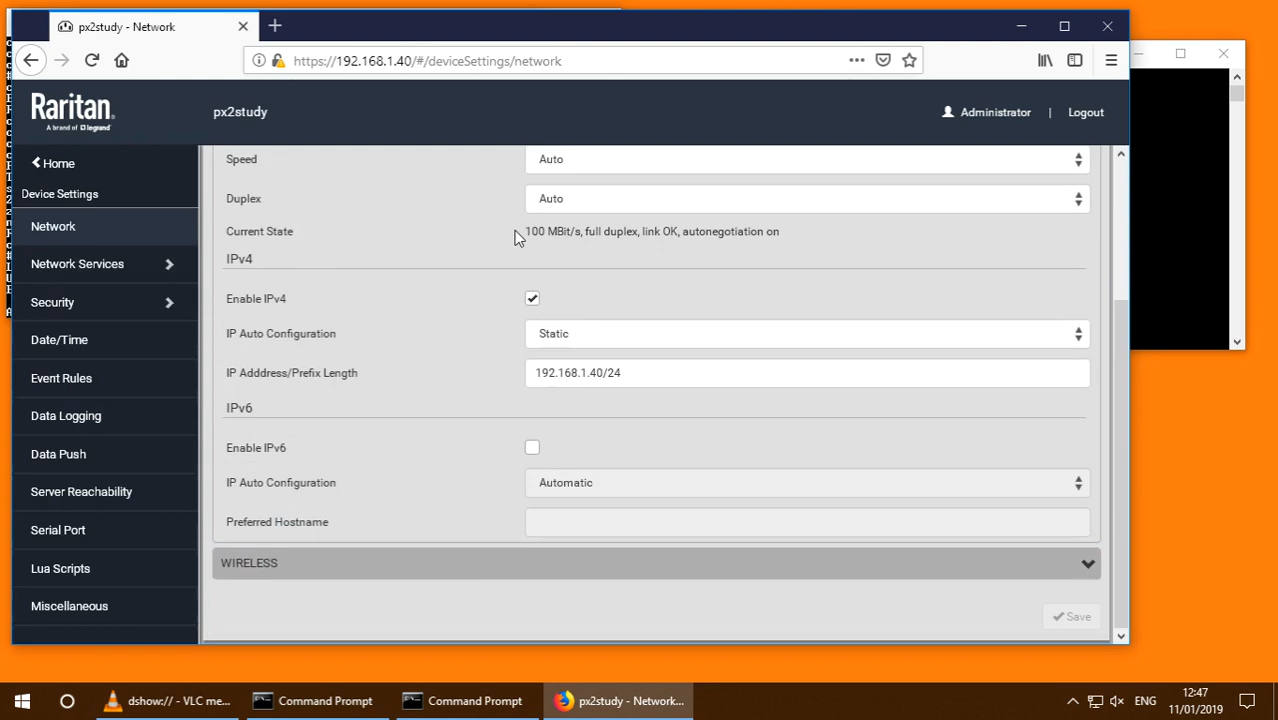 px2study - Network
https://192.168.1.40/#/deviceSettings/network
Raritan.
A brand of legrand
px2study
Administrator | Logout
Home
Device Settings
Network
Network Services
Security
Date/Time
Event Rules
Data Logging
Data Push
Server Reachability
Serial Port
Lua Scripts
Miscellaneous
Speed Auto
Duplex Auto
Current State 100 MBit/s, full duplex, link OK, autonegotiation on
IPv4
Enable IPv4
IP Auto Configuration Static
IP Adddress/Prefix Length 192.168.1.40/24
IPv6
Enable IPv6
IP Auto Configuration Automatic
Preferred Hostname
WIRELESS
Save
dshow:// - VLC me...
Command Prompt
Command Prompt
px2study - Network...
ENG
12:47
11/01/2019